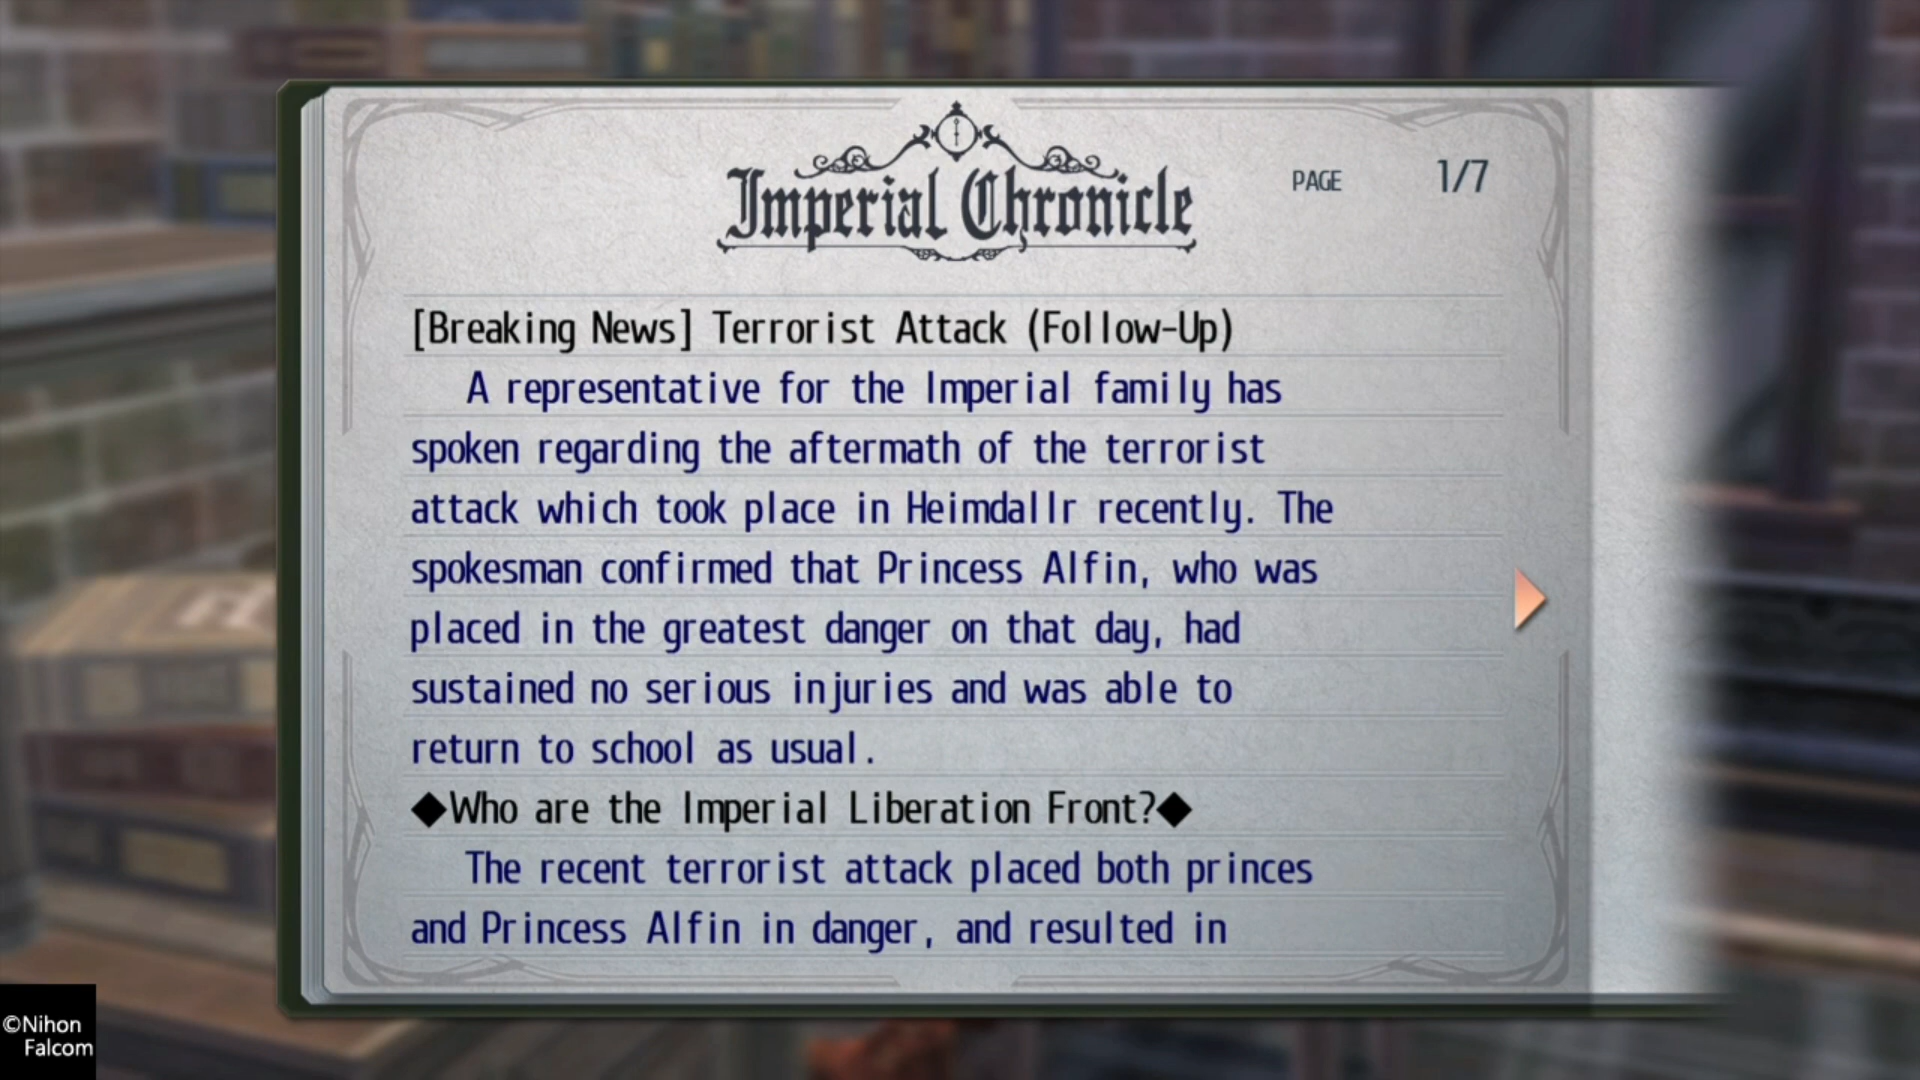 Imperial Chronicle
PAGE 1/7
[Breaking News] Terrorist Attack (Follow-Up)
A representative for the Imperial family has
spoken regarding the aftermath of the terrorist
attack which took place in Heimdallr recently. The
spokesman confirmed that Princess Alfin, who was
placed in the greatest danger on that day, had
sustained no serious injuries and was able to
return to school as usual.
◆Who are the Imperial Liberation Front?◆
The recent terrorist attack placed both princes
and Princess Alfin in danger, and resulted in
©Nihon
Falcom